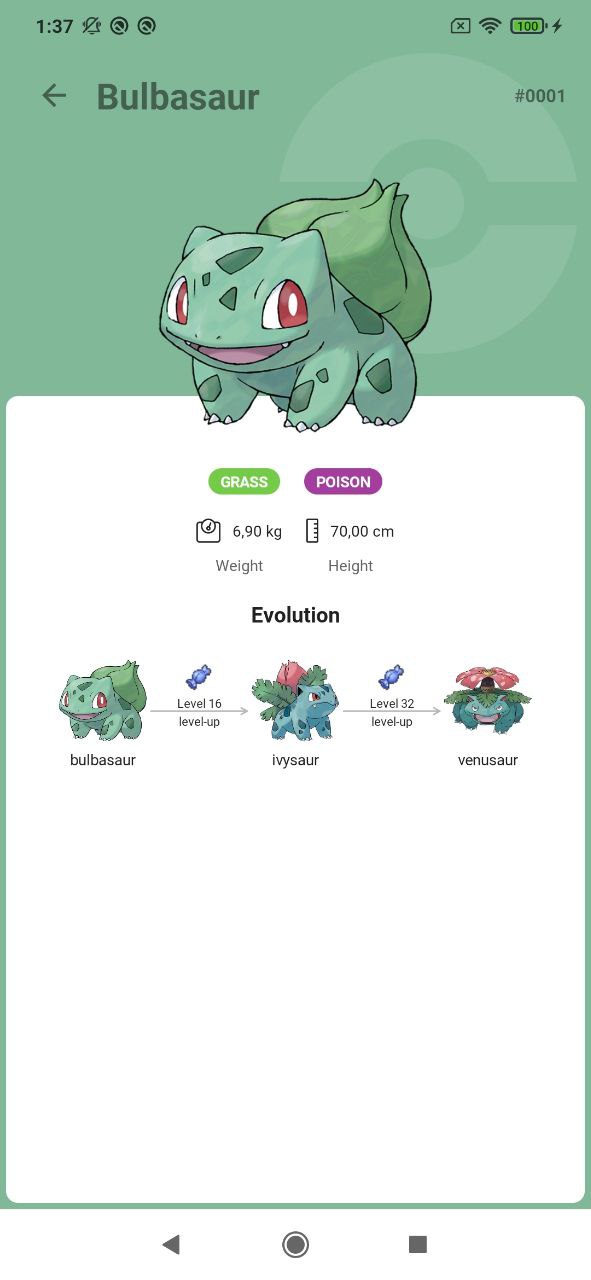 1:37
100
Bulbasaur
#0001
GRASS POISON
6,90 kg 70,00 cm
Weight Height
Evolution
Level 16 Level 32
level-up level-up
bulbasaur ivysaur venusaur